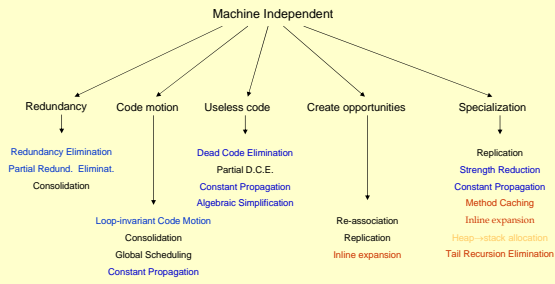 Machine Independent
Redundancy
Code motion
Useless code
Create opportunities
Specialization
Redundancy Elimination
Partial Redund. Eliminat.
Consolidation
Loop-invariant Code Motion
Consolidation
Global Scheduling
Constant Propagation
Dead Code Elimination
Partial D.C.E.
Constant Propagation
Algebraic Simplification
Re-association
Replication
Inline expansion
Replication
Strength Reduction
Constant Propagation
Method Caching
Inline expansion
Heap→stack allocation
Tail Recursion Elimination